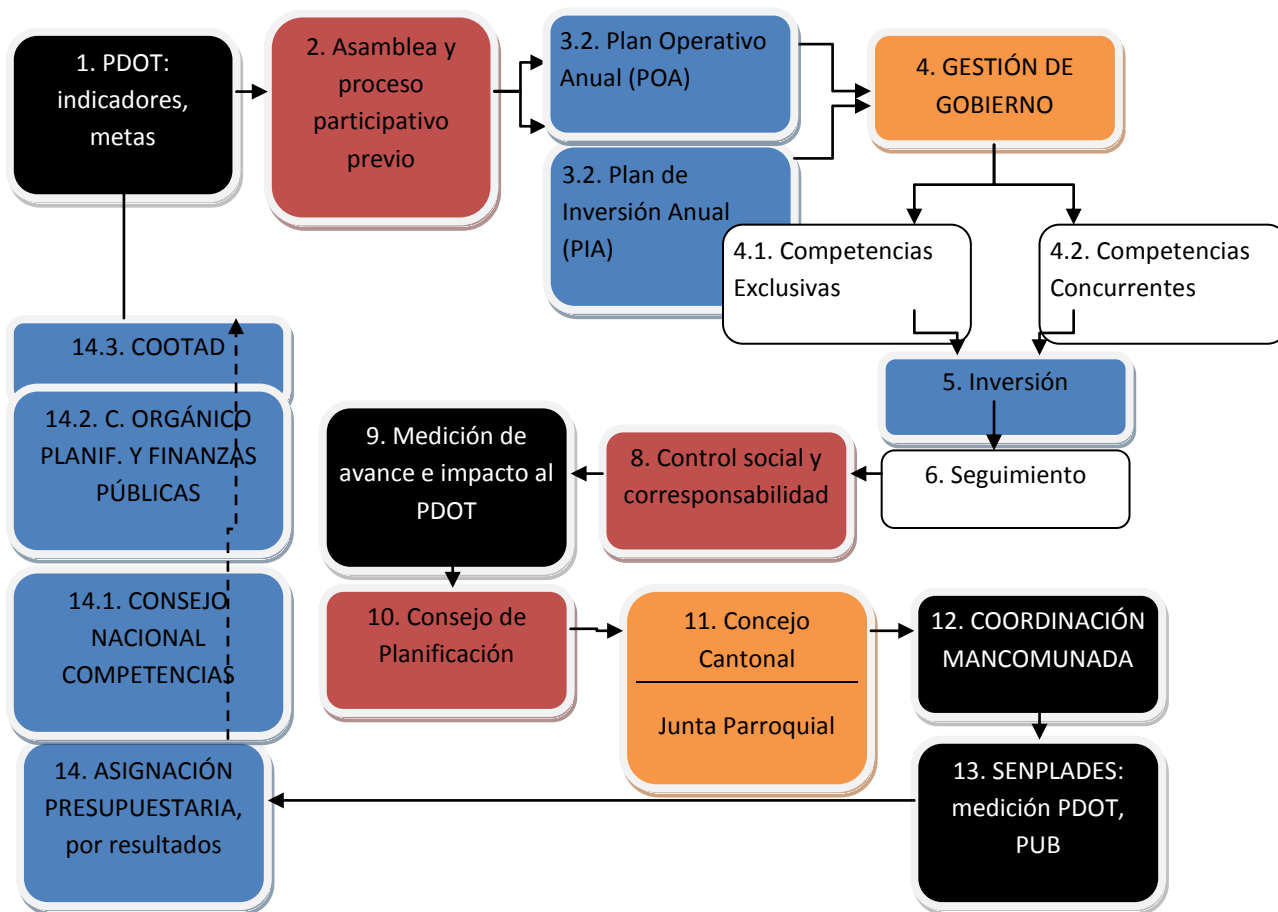 1. PDOT:
indicadores,
metas
2. Asamblea y
proceso
participativo
previo
3.2. Plan Operativo
Anual (POA)
3.2. Plan de
Inversión Anual
(PIA)
4. GESTIÓN DE
GOBIERNO
4.1. Competencias
Exclusivas
4.2. Competencias
Concurrentes
5. Inversión
6. Seguimiento
8. Control social y
corresponsabilidad
9. Medición de
avance e impacto al
PDOT
10. Consejo de
Planificación
11. Concejo
Cantonal
Junta Parroquial
12. COORDINACIÓN
MANCOMUNADA
13. SENPLADES:
medición PDOT,
PUB
14. ASIGNACIÓN
PRESUPUESTARIA,
por resultados
14.1. CONSEJO
NACIONAL
COMPETENCIAS
14.2. C. ORGÁNICO
PLANIF. Y FINANZAS
PÚBLICAS
14.3. COOTAD